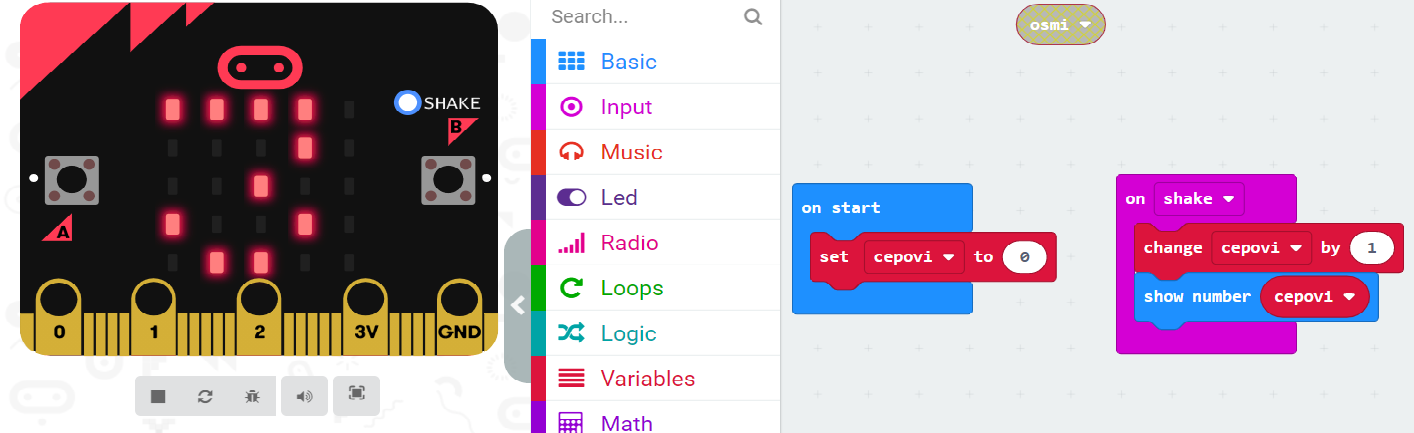 SHAKE
B
A
0 1 2 3V GND
Search...
Basic
Input
Music
Led
Radio
Loops
Logic
Variables
Math
osmi
on start
set cepovi to 0
on shake
change cepovi by 1
show number cepovi